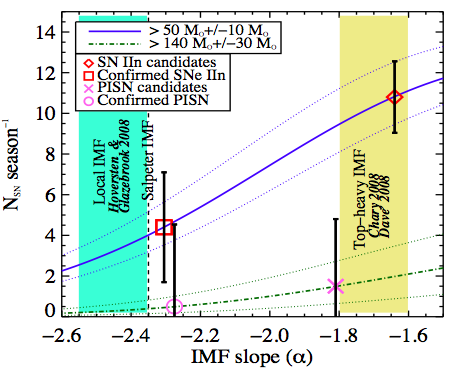 > 50 M☉+/−10 M☉
> 140 M☉+/−30 M☉
SN IIn candidates
Confirmed SNe IIn
PISN candidates
Confirmed PISN
Local IMF
Hoversten &
Glazebrook 2008
Salpeter IMF
Top−heavy IMF
Chary 2008
Dave' 2008
N_SN season⁻¹
14
12
10
8
6
4
2
0
−2.6 −2.4 −2.2 −2.0 −1.8 −1.6
IMF slope (α)